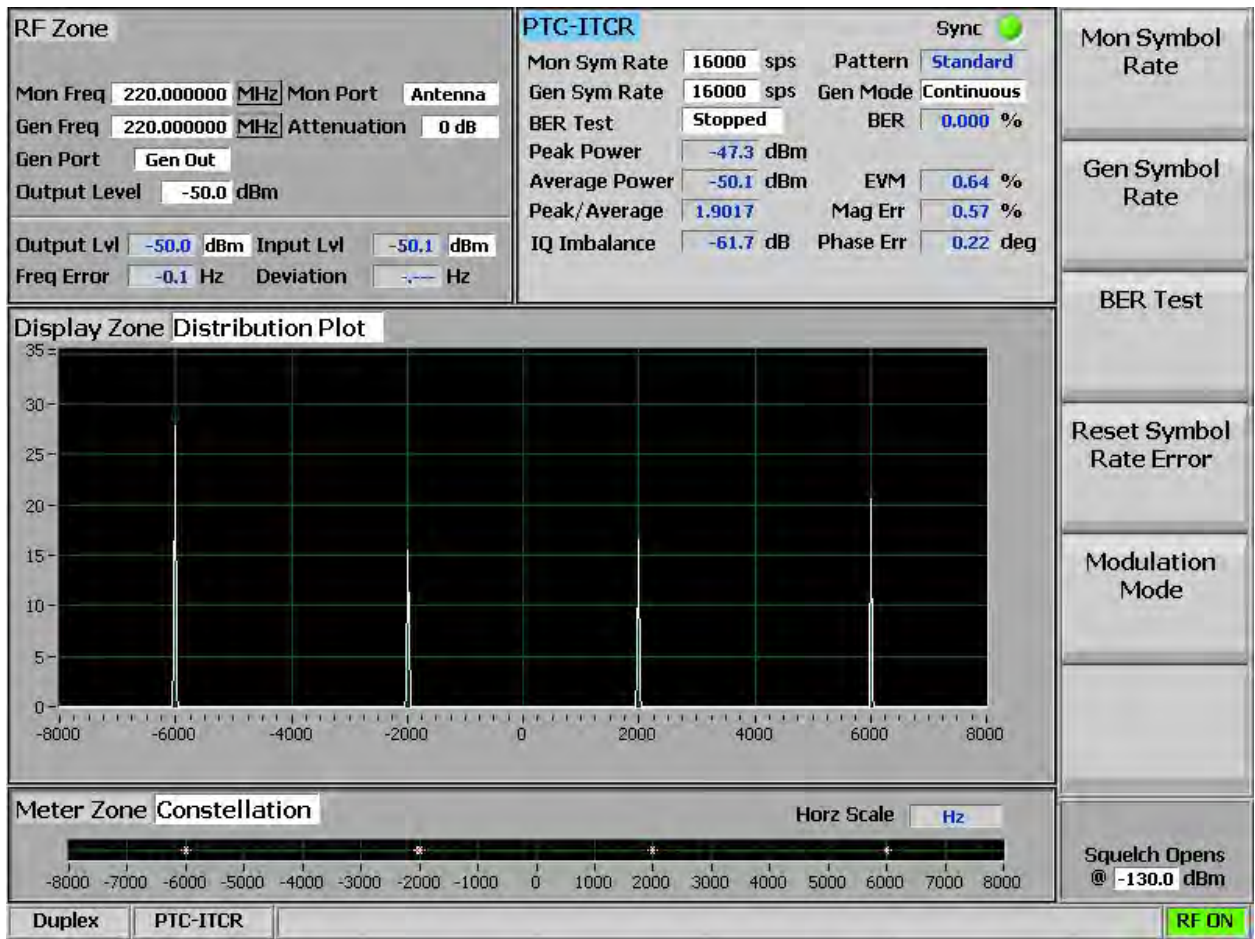 RF Zone
Mon Freq 220.000000 MHz Mon Port Antenna
Gen Freq 220.000000 MHz Attenuation 0 dB
Gen Port Gen Out
Output Level -50.0 dBm
Output Lvl -50.0 dBm Input Lvl -50.1 dBm
Freq Error -0.1 Hz Deviation -.--- Hz
PTC-ITCR Sync
Mon Sym Rate 16000 sps Pattern Standard
Gen Sym Rate 16000 sps Gen Mode Continuous
BER Test Stopped BER 0.000 %
Peak Power -47.3 dBm
Average Power -50.1 dBm EVM 0.64 %
Peak/Average 1.9017 Mag Err 0.57 %
IQ Imbalance -61.7 dB Phase Err 0.22 deg
Display Zone Distribution Plot
35
30
25
20
15
10
5
0
-8000 -6000 -4000 -2000 0 2000 4000 6000 8000
Meter Zone Constellation Horz Scale Hz
-8000 -7000 -6000 -5000 -4000 -3000 -2000 -1000 0 1000 2000 3000 4000 5000 6000 7000 8000
Duplex PTC-ITCR RF ON
Mon Symbol
Rate
Gen Symbol
Rate
BER Test
Reset Symbol
Rate Error
Modulation
Mode
Squelch Opens
@ -130.0 dBm